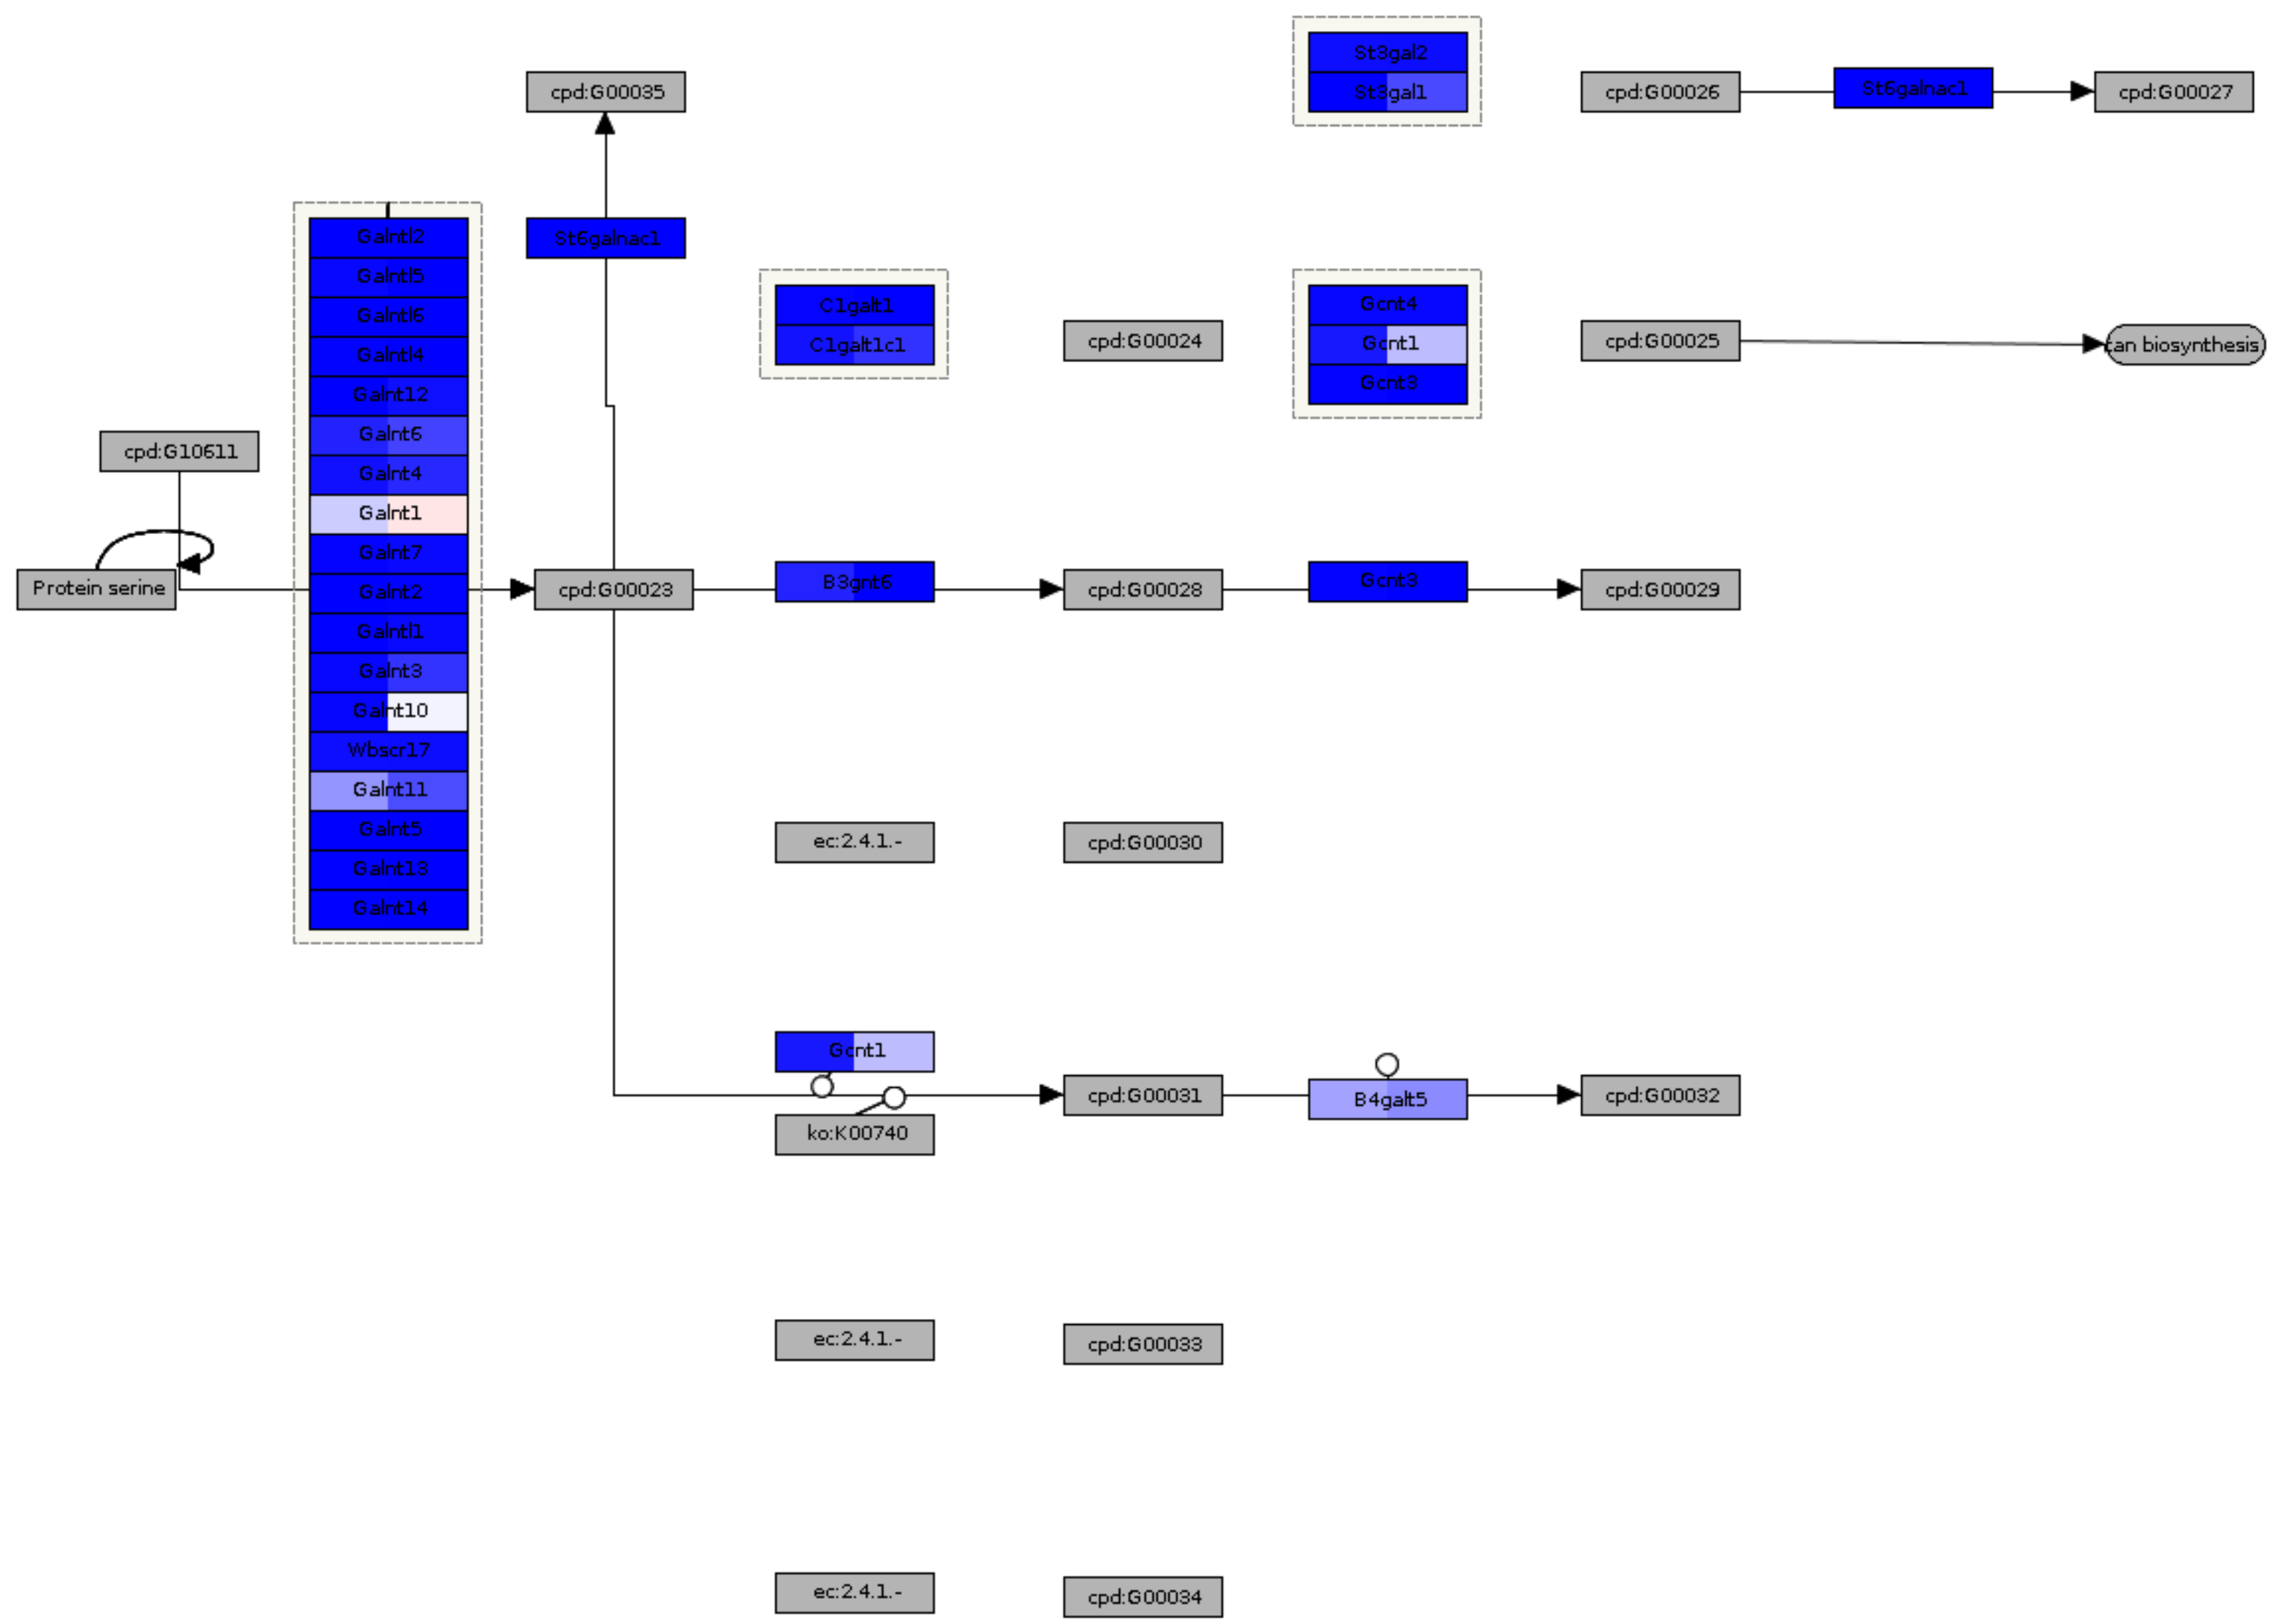 St3gal2
St3gal1
cpd:G00035
cpd:G00026
St6galnac1
cpd:G00027
Galntl2
St6galnac1
Galntl5
Galntl6
Galntl4
Galnt12
Galnt6
Galnt4
Galnt1
Galnt7
Galnt2
Galntl1
Galnt3
Galnt10
Wbscr17
Galnt11
Galnt5
Galnt13
Galnt14
C1galt1
C1galt1c1
cpd:G00024
Gcnt4
Gcnt1
Gcnt3
cpd:G00025
an biosynthesis
cpd:G10611
Protein serine
cpd:G00023
B3gnt6
cpd:G00028
Gcnt3
cpd:G00029
ec:2.4.1.-
cpd:G00030
Gcnt1
ko:K00740
cpd:G00031
B4galt5
cpd:G00032
ec:2.4.1.-
cpd:G00033
ec:2.4.1.-
cpd:G00034